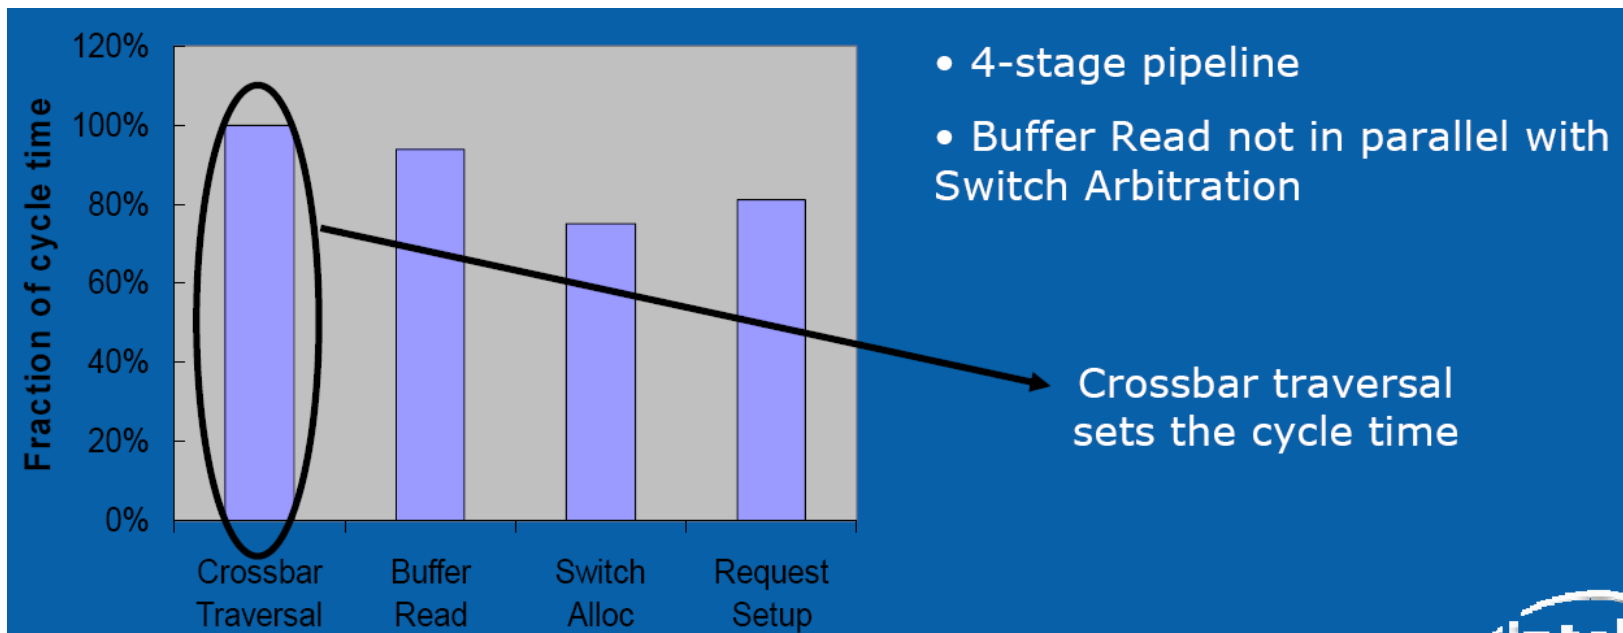 120%
100%
80%
60%
40%
20%
0%
Fraction of cycle time
Crossbar
Traversal
Buffer
Read
Switch
Alloc
Request
Setup
• 4-stage pipeline
• Buffer Read not in parallel with
Switch Arbitration
Crossbar traversal
sets the cycle time